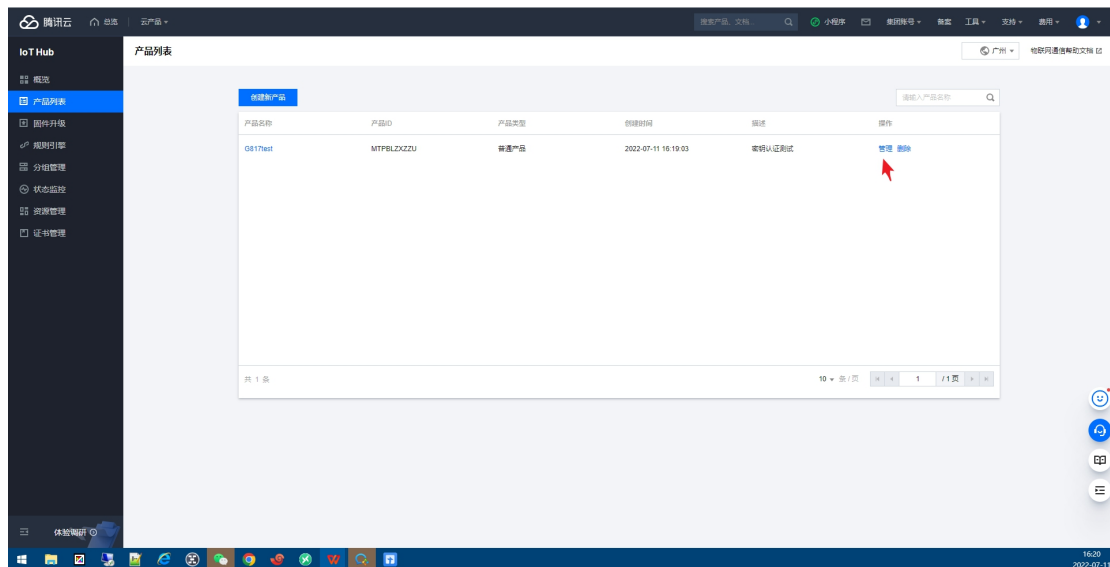 腾讯云 总览 云产品 搜索产品、文档... 小程序 集团账号 备案 工具 支持 费用
IoT Hub
产品列表
广州 物联网通信帮助文档
概览
产品列表
固件升级
规则引擎
分组管理
状态监控
资源管理
证书管理
创建新产品
请输入产品名称
产品名称 产品ID 产品类型 创建时间 描述 操作
G817test MTPBLZXZZU 普通产品 2022-07-11 16:19:03 密钥认证测试 管理 删除
共 1 条
10 条 / 页 1 / 1 页
体验调研
16:20
2022-07-11